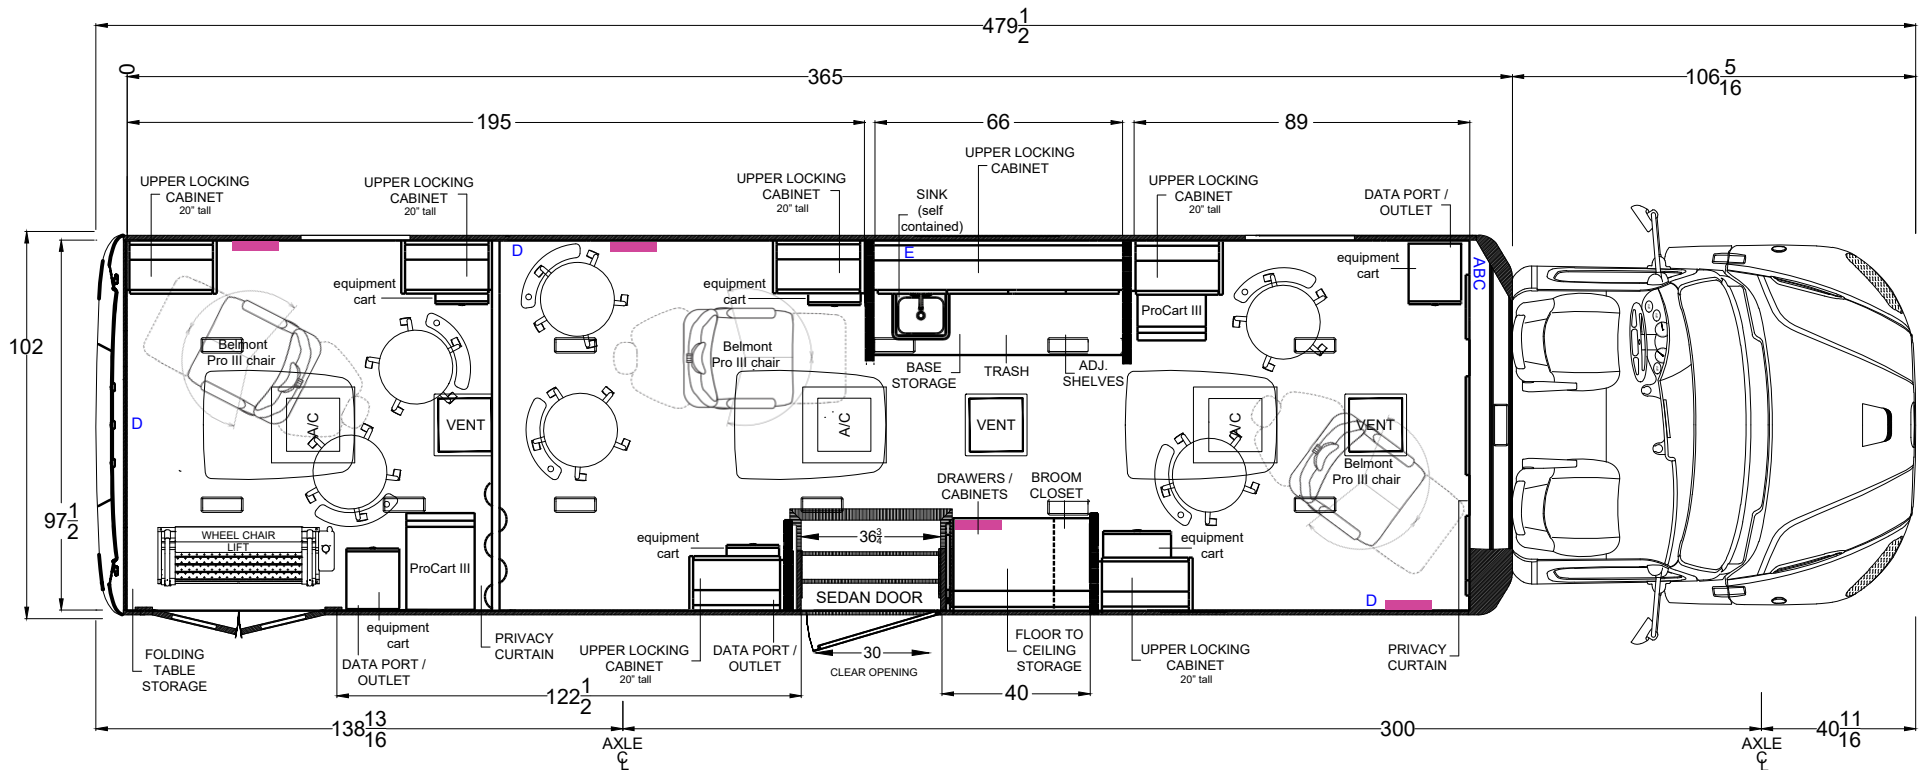 479 1/2
0
365
106 5/16
195
66
89
UPPER LOCKING
CABINET
20" tall
UPPER LOCKING
CABINET
20" tall
UPPER LOCKING
CABINET
20" tall
SINK
(self
contained)
UPPER LOCKING
CABINET
UPPER LOCKING
CABINET
20" tall
DATA PORT /
OUTLET
102
97 1/2
D
E
ABC
equipment
cart
equipment
cart
equipment
cart
ProCart III
Belmont
Pro III chair
Belmont
Pro III chair
BASE
STORAGE
TRASH
ADJ.
SHELVES
D
A/C
VENT
A/C
VENT
A/C
VENT
Belmont
Pro III chair
DRAWERS /
CABINETS
BROOM
CLOSET
WHEEL CHAIR
LIFT
ProCart III
equipment
cart
36 3/4
equipment
cart
SEDAN DOOR
D
equipment
cart
FOLDING
TABLE
STORAGE
DATA PORT /
OUTLET
PRIVACY
CURTAIN
UPPER LOCKING
CABINET
20" tall
DATA PORT /
OUTLET
30
CLEAR OPENING
FLOOR TO
CEILING
STORAGE
UPPER LOCKING
CABINET
20" tall
PRIVACY
CURTAIN
122 1/2
40
138 13/16
300
40 11/16
AXLE
CL
AXLE
CL